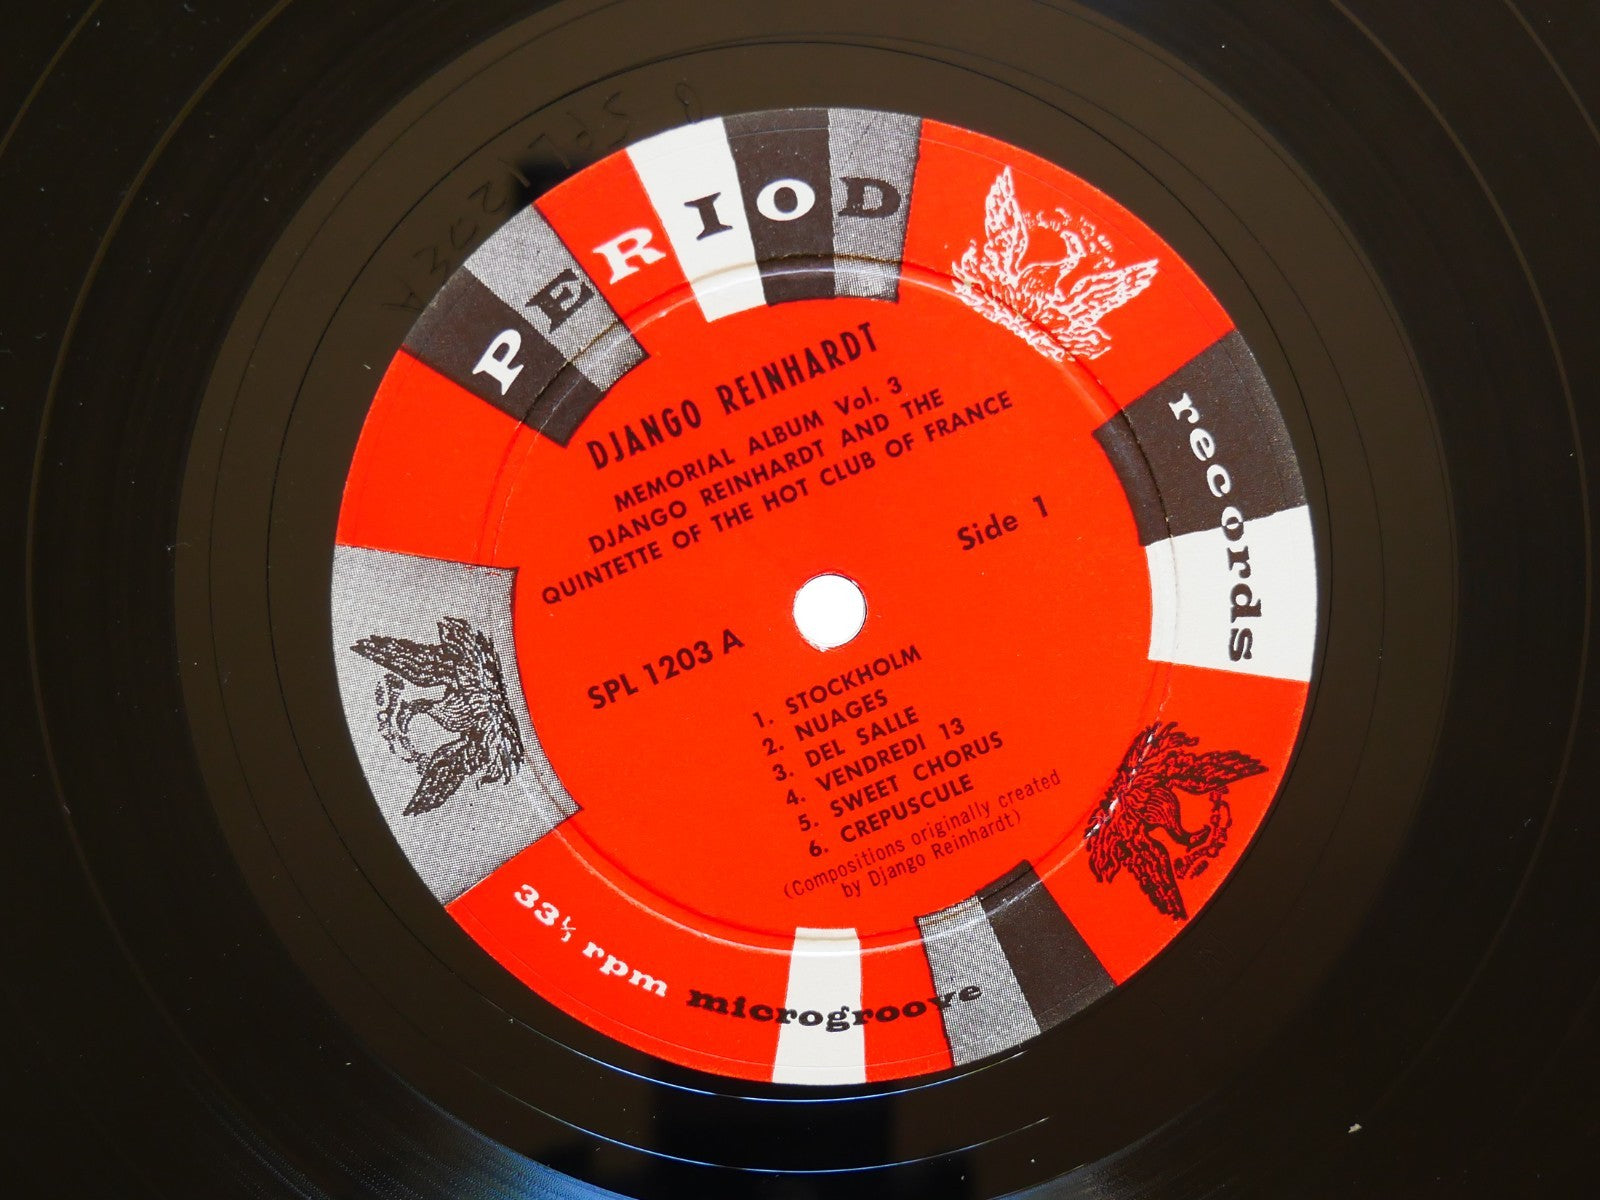 PERIOD
records
DJANGO REINHARDT
MEMORIAL ALBUM Vol. 3
DJANGO REINHARDT AND THE
QUINTETTE OF THE HOT CLUB OF FRANCE
Side 1
SPL 1203 A
1. STOCKHOLM
2. NUAGES
3. DEL SALLE
4. VENDREDI 13
5. SWEET CHORUS
6. CREPUSCULE
(Compositions originally created
by Django Reinhardt)
33⅓ rpm microgroove
SPL 1203A